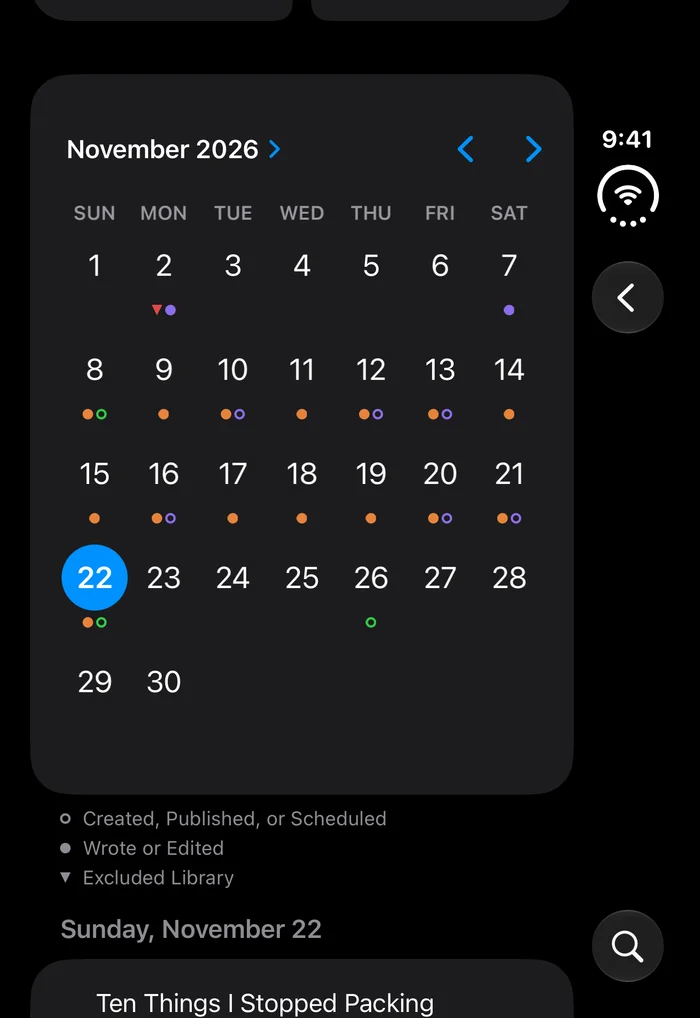 November 2026
9:41
SUN MON TUE WED THU FRI SAT
1 2 3 4 5 6 7
8 9 10 11 12 13 14
15 16 17 18 19 20 21
22 23 24 25 26 27 28
29 30
Created, Published, or Scheduled
Wrote or Edited
Excluded Library
Sunday, November 22
Ten Things I Stopped Packing